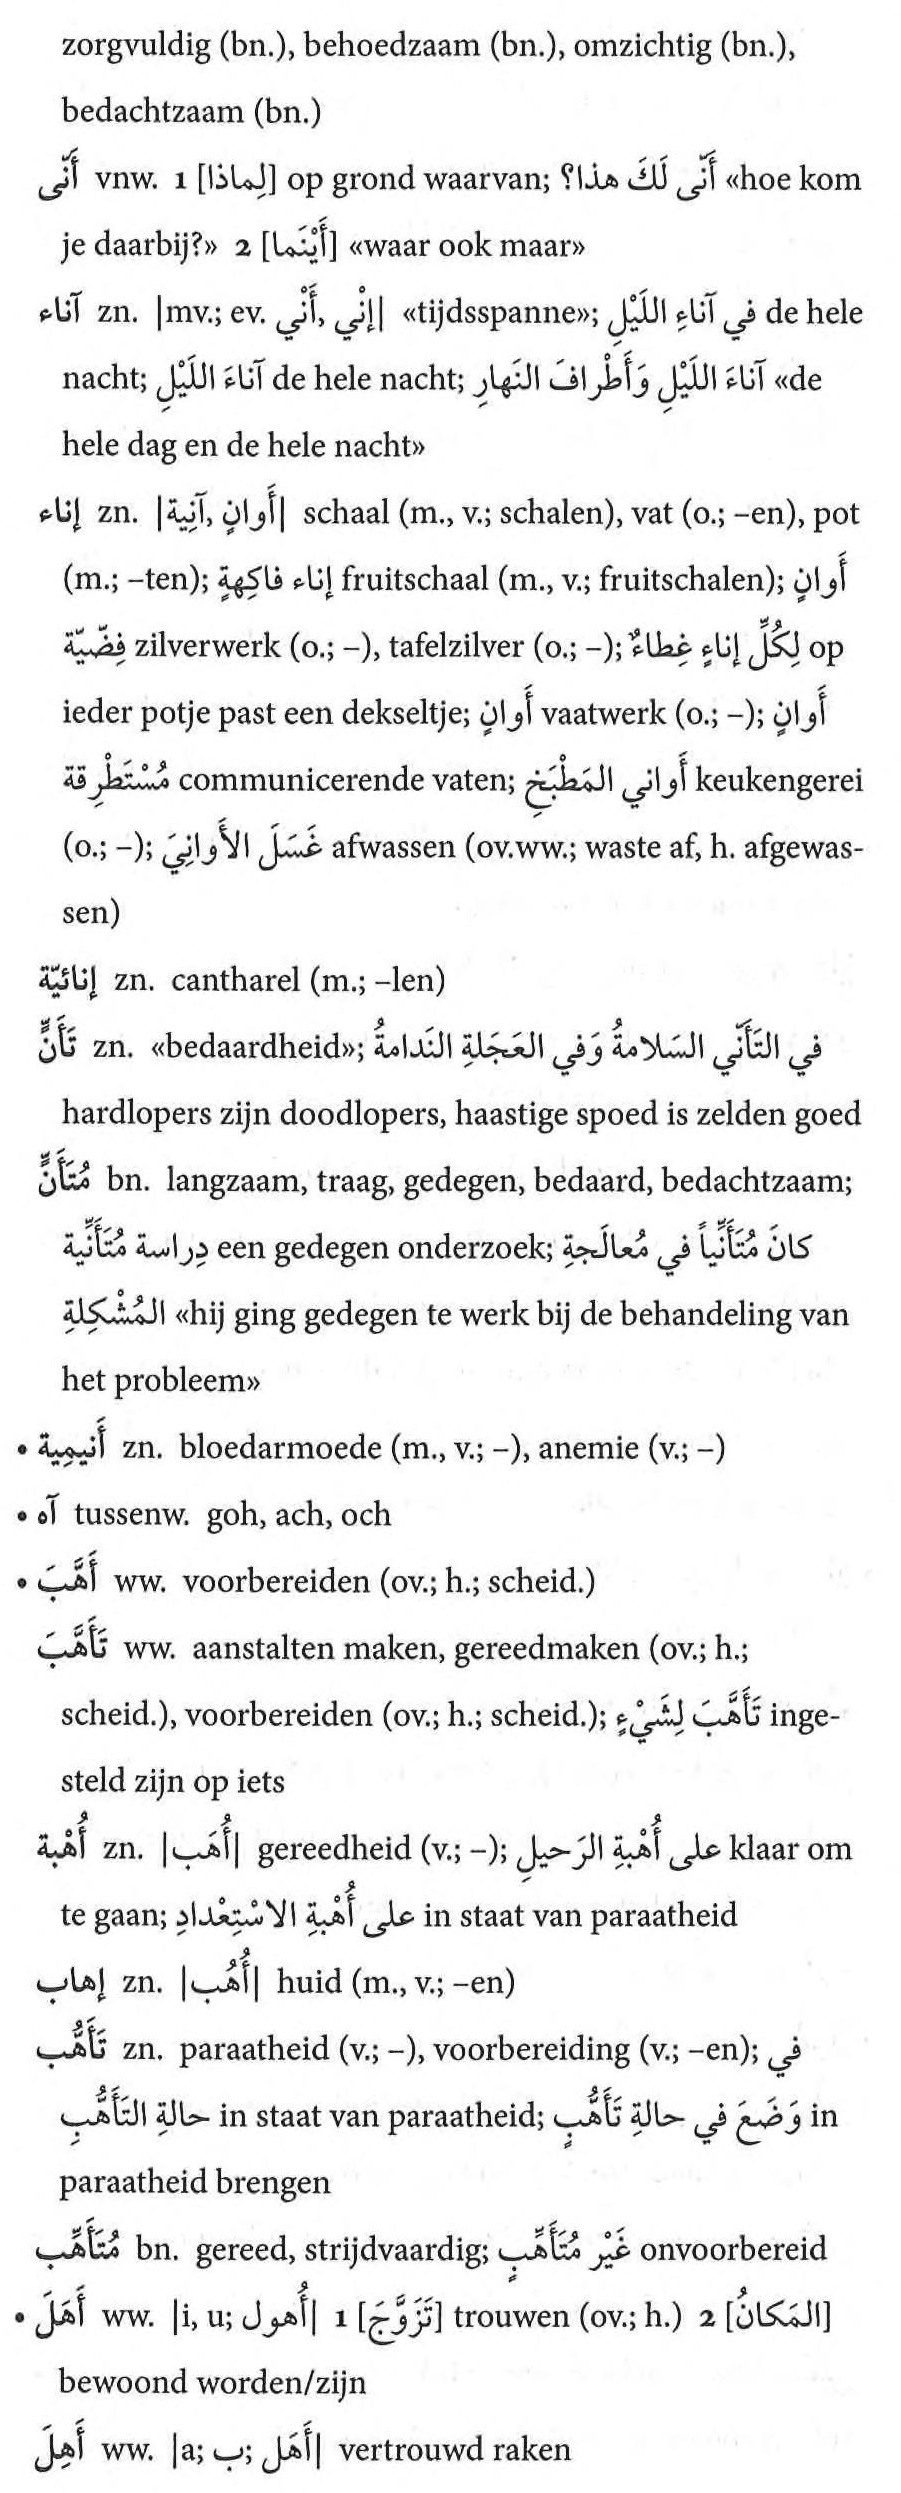 zorgvuldig (bn.), behoedzaam (bn.), omzichtig (bn.),
bedachtzaam (bn.)
أَنَّى vnw. 1 [لِماذا] op grond waarvan; أَنَّى لَكَ هذا؟ «hoe kom
je daarbij?» 2 [أَيْنَما] «waar ook maar»
آناء zn. |mv.; ev. إنْي, أَنْي| «tijdsspanne»; في آناءِ اللَيْلِ de hele
nacht; آناءَ اللَيْلِ de hele nacht; آناءَ اللَيْلِ وَأَطْرافَ النَهارِ «de
hele dag en de hele nacht»
إناء zn. |أَوانٍ ,آنِية| schaal (m., v.; schalen), vat (o.; –en), pot
(m.; –ten); إناء فاكِهةٍ fruitschaal (m., v.; fruitschalen); أَوانٍ
فِضّيّة zilverwerk (o.; –), tafelzilver (o.; –); لِكُلِّ إناءٍ غِطاءٌ op
ieder potje past een dekseltje; أَوانٍ vaatwerk (o.; –); أَوانٍ
مُسْتَطْرِقة communicerende vaten; أَواني المَطْبَخِ keukengerei
(o.; –); غَسَلَ الأَوانِيَ afwassen (ov.ww.; waste af, h. afgewas-
sen)
إنائيّة zn. cantharel (m.; –len)
تَأَنٍّ zn. «bedaardheid»; في التَأَنّي السَلامةُ وَفي العَجَلةِ النَدامةُ
hardlopers zijn doodlopers, haastige spoed is zelden goed
مُتَأَنٍّ bn. langzaam, traag, gedegen, bedaard, bedachtzaam;
دِراسة مُتَأَنِّية een gedegen onderzoek; كانَ مُتَأَنِّياً في مُعالَجةِ
المُشْكِلةِ «hij ging gedegen te werk bij de behandeling van
het probleem»
• أَنيمِية zn. bloedarmoede (m., v.; –), anemie (v.; –)
• آه tussenw. goh, ach, och
• أَهَّبَ ww. voorbereiden (ov.; h.; scheid.)
تَأَهَّبَ ww. aanstalten maken, gereedmaken (ov.; h.;
scheid.), voorbereiden (ov.; h.; scheid.); تَأَهَّبَ لِشَيْءٍ inge-
steld zijn op iets
أُهْبة zn. |أُهَب| gereedheid (v.; –); على أُهْبةِ الرَحيلِ klaar om
te gaan; على أُهْبةِ الاسْتِعْدادِ in staat van paraatheid
إهاب zn. |أُهُب| huid (m., v.; –en)
تَأَهُّب zn. paraatheid (v.; –), voorbereiding (v.; –en); في
حالةِ التَأَهُّبِ in staat van paraatheid; وَضَعَ في حالةِ تَأَهُّبٍ in
paraatheid brengen
مُتَأَهِّب bn. gereed, strijdvaardig; غَيْر مُتَأَهِّبٍ onvoorbereid
• أَهَلَ ww. |i, u; أُهول| 1 [تَزَوَّجَ] trouwen (ov.; h.) 2 [المَكانُ]
bewoond worden/zijn
أَهِلَ ww. |a; ب; أَهَل| vertrouwd raken